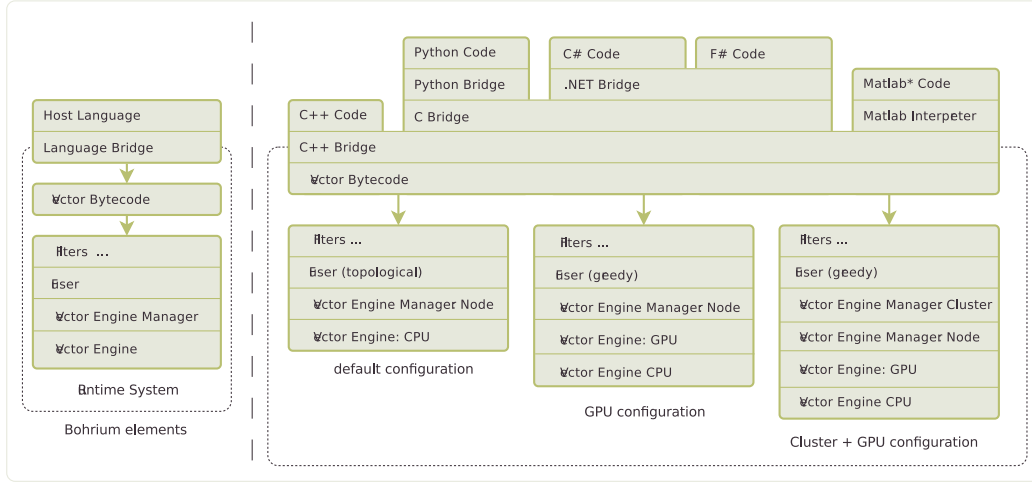 Host Language
Language Bridge
Vector Bytecode
Filters ...
Fuser
Vector Engine Manager
Vector Engine
Runtime System
Bohrium elements
Python Code
C# Code
F# Code
Python Bridge
.NET Bridge
Matlab* Code
C++ Code
C Bridge
Matlab Interpreter
C++ Bridge
Vector Bytecode
Filters ...
Fuser (topological)
Vector Engine Manager: Node
Vector Engine: CPU
default configuration
Filters ...
Fuser (greedy)
Vector Engine Manager: Node
Vector Engine: GPU
Vector Engine CPU
GPU configuration
Filters ...
Fuser (greedy)
Vector Engine Manager: Cluster
Vector Engine Manager: Node
Vector Engine: GPU
Vector Engine CPU
Cluster + GPU configuration